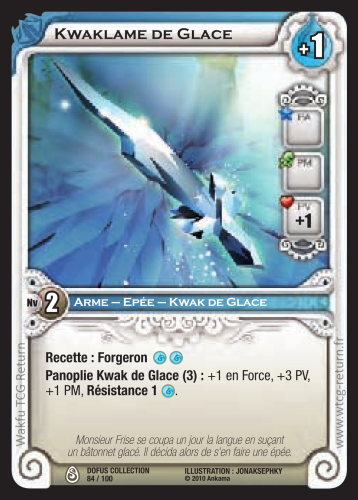 Kwaklame de Glace
+1
PA
PM
PV
+1
Nv 2
Arme – Epée – Kwak de Glace
Recette : Forgeron
Panoplie Kwak de Glace (3) : +1 en Force, +3 PV,
+1 PM, Résistance 1 .
Monsieur Frise se coupa un jour la langue en suçant
un bâtonnet glacé. Il décida alors de s'en faire une épée.
DOFUS COLLECTION
84 / 100
ILLUSTRATION : JONAKSEPHKY
© 2010 Ankama
Wakfu TCG Return
www.wtcg-return.fr